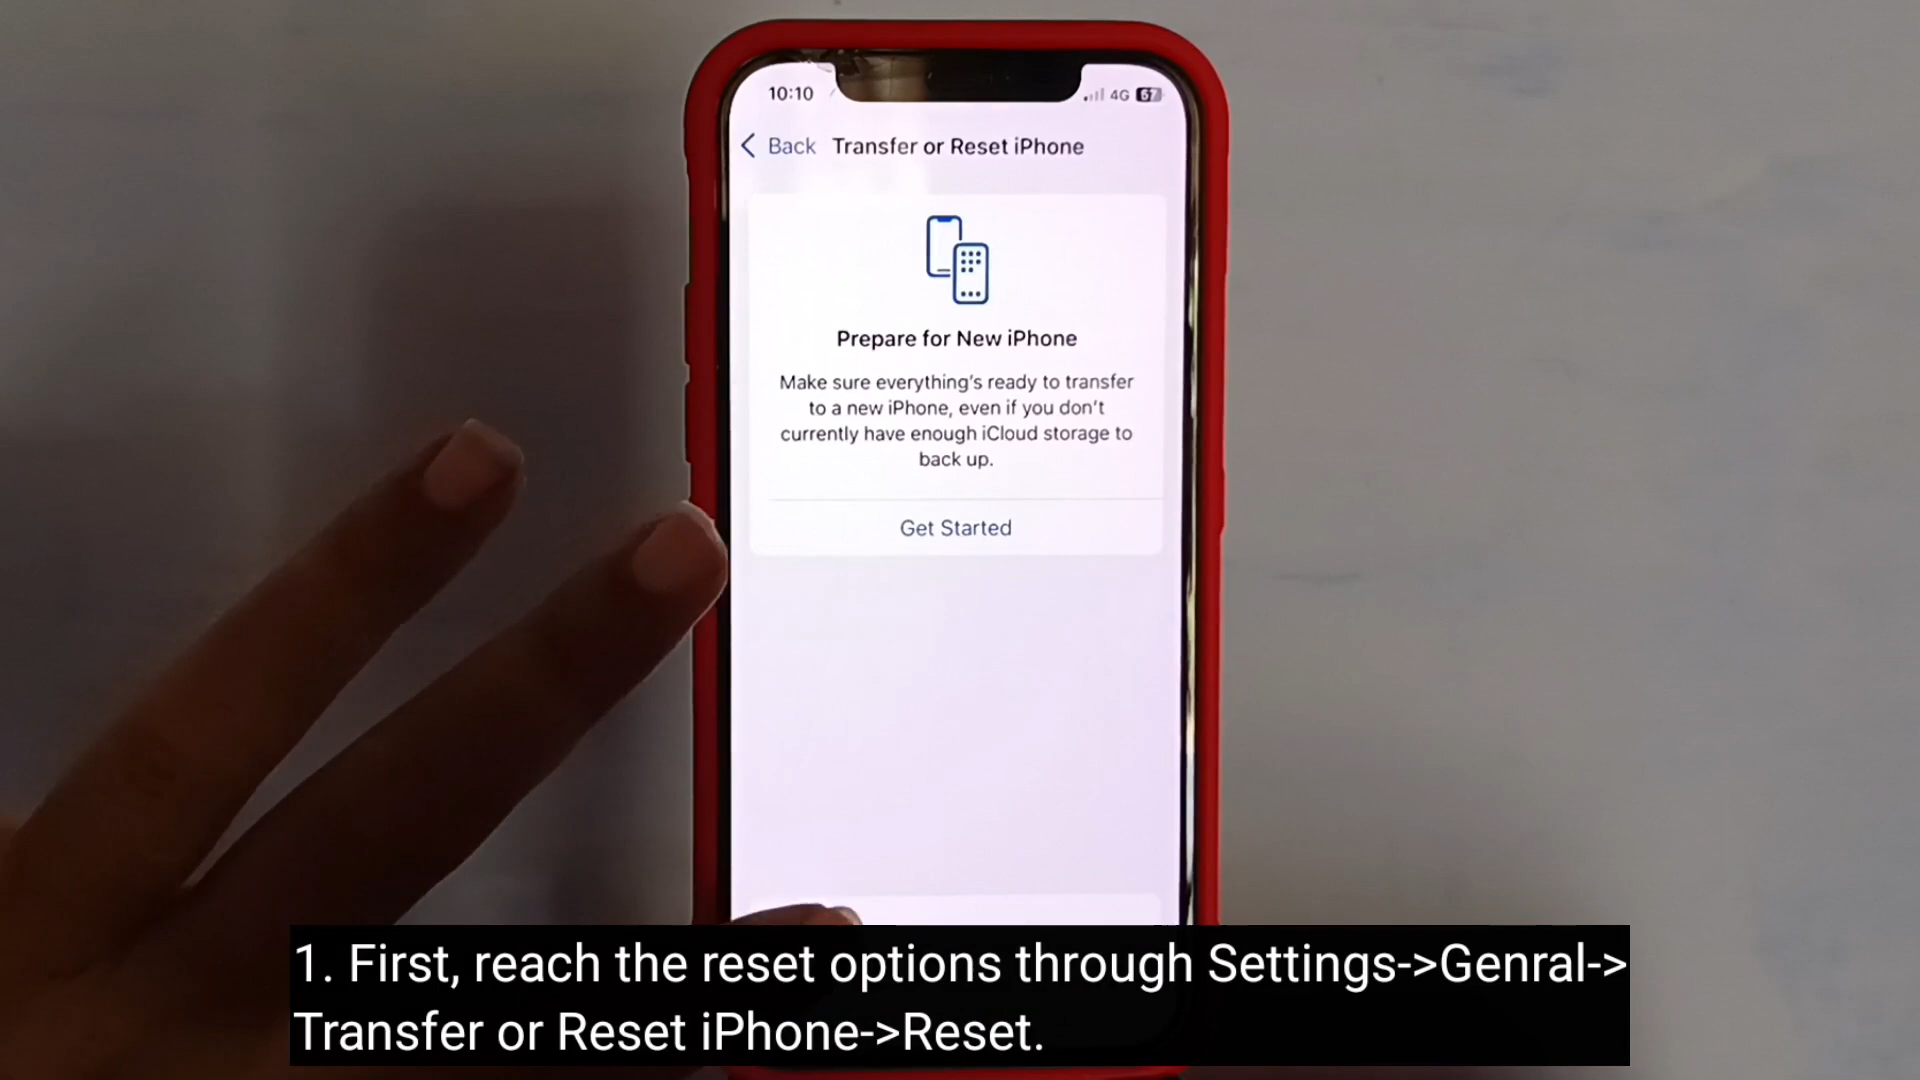 10:10
4G 67
Back Transfer or Reset iPhone
Prepare for New iPhone
Make sure everything's ready to transfer
to a new iPhone, even if you don't
currently have enough iCloud storage to
back up.
Get Started
1. First, reach the reset options through Settings->Genral->
Transfer or Reset iPhone->Reset.